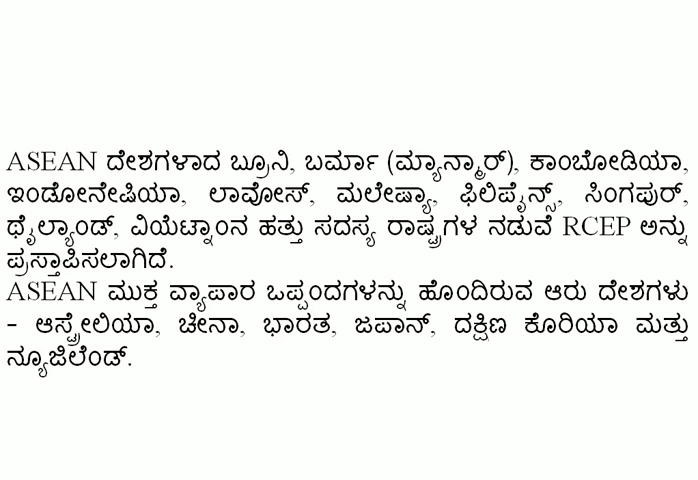 ASEAN ದೇಶಗಳಾದ ಬ್ರೂನಿ, ಬರ್ಮಾ (ಮ್ಯಾನ್ಮಾರ್), ಕಾಂಬೋಡಿಯಾ,
ಇಂಡೋನೇಷಿಯಾ, ಲಾವೋಸ್, ಮಲೇಷ್ಯಾ, ಫಿಲಿಪೈನ್ಸ್, ಸಿಂಗಪುರ್,
ಥೈಲ್ಯಾಂಡ್, ವಿಯೆಟ್ನಾಂನ ಹತ್ತು ಸದಸ್ಯ ರಾಷ್ಟ್ರಗಳ ನಡುವೆ RCEP ಅನ್ನು
ಪ್ರಸ್ತಾಪಿಸಲಾಗಿದೆ.
ASEAN ಮುಕ್ತ ವ್ಯಾಪಾರ ಒಪ್ಪಂದಗಳನ್ನು ಹೊಂದಿರುವ ಆರು ದೇಶಗಳು
- ಆಸ್ಟ್ರೇಲಿಯಾ, ಚೀನಾ, ಭಾರತ, ಜಪಾನ್, ದಕ್ಷಿಣ ಕೊರಿಯಾ ಮತ್ತು
ನ್ಯೂಜಿಲೆಂಡ್.